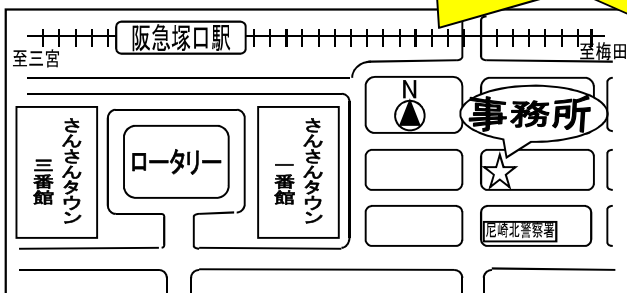 阪急塚口駅
至三宮
至梅田
N
事務所
さんさんタウン
三番館
ロータリー
さんさんタウン
一番館
尼崎北警察署